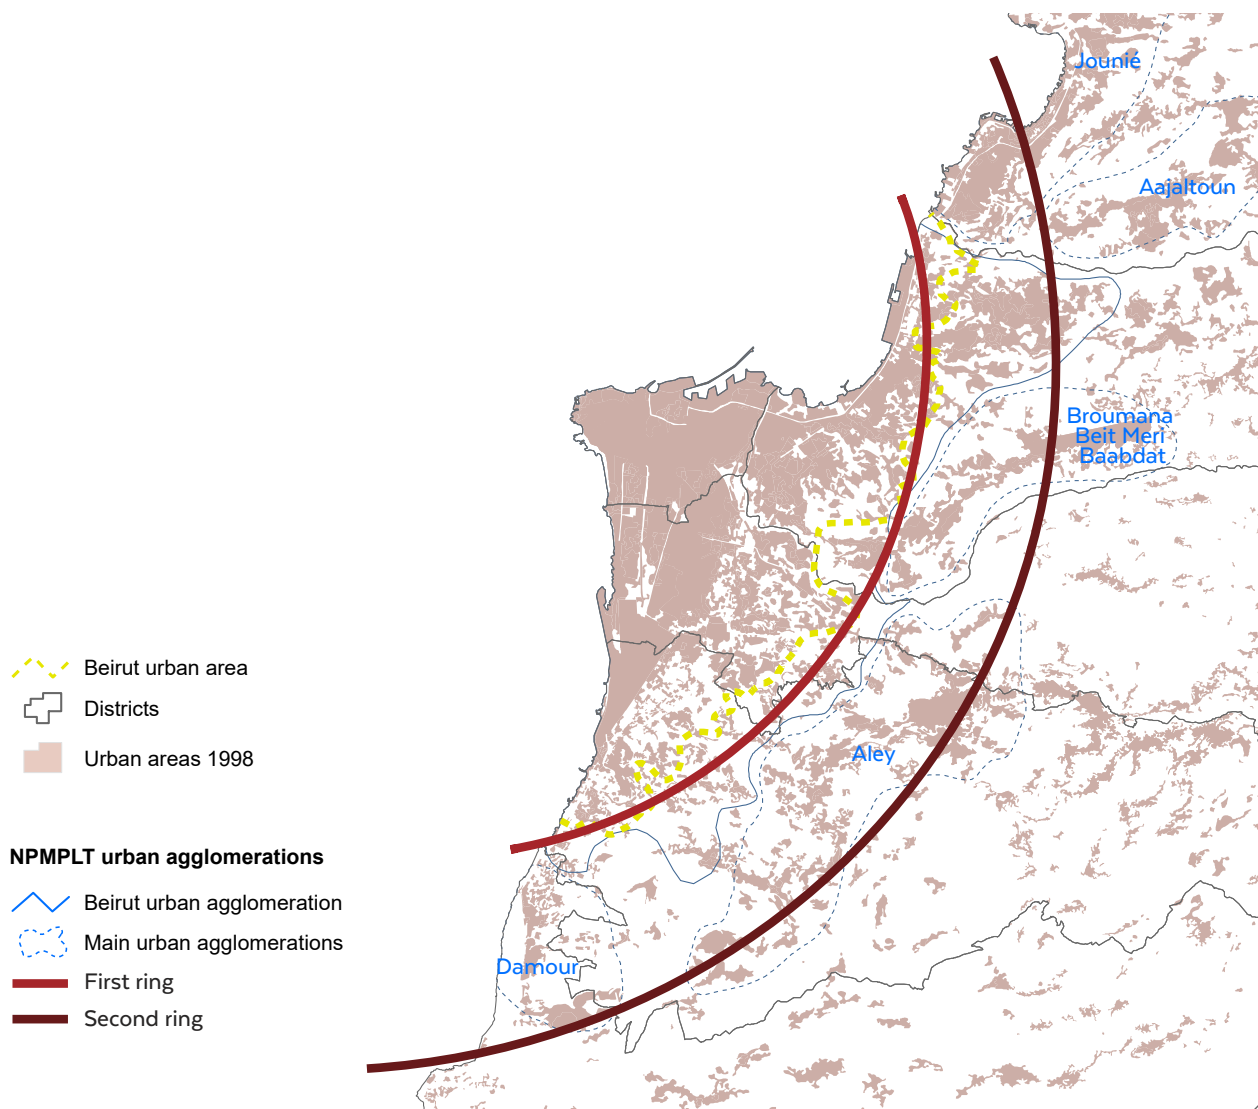 Jounié
Aajaltoun
Broumana
Beit Meri
Baabdat
Aley
Damour
Beirut urban area
Districts
Urban areas 1998
NPMPLT urban agglomerations
Beirut urban agglomeration
Main urban agglomerations
First ring
Second ring